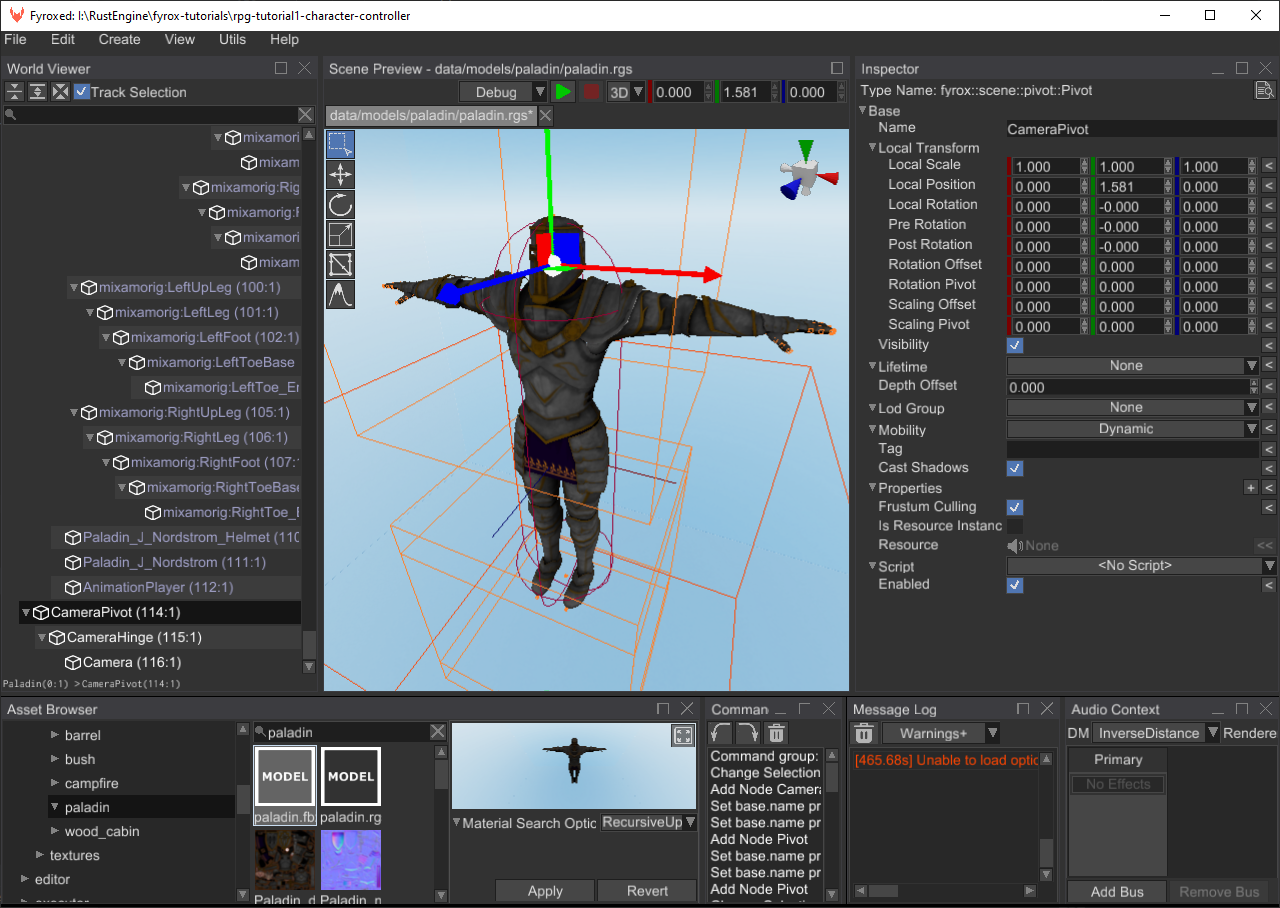 Fyroxed: I:\RustEngine\fyrox-tutorials\rpg-tutorial1-character-controller
File Edit Create View Utils Help
World Viewer
Track Selection
mixamori
mixam
mixamorig:Rig
mixamorig:F
mixamori
mixam
mixamorig:LeftUpLeg (100:1)
mixamorig:LeftLeg (101:1)
mixamorig:LeftFoot (102:1)
mixamorig:LeftToeBase
mixamorig:LeftToe_Er
mixamorig:RightUpLeg (105:1)
mixamorig:RightLeg (106:1)
mixamorig:RightFoot (107:
mixamorig:RightToeBase
mixamorig:RightToe_E
Paladin_J_Nordstrom_Helmet (110
Paladin_J_Nordstrom (111:1)
AnimationPlayer (112:1)
CameraPivot (114:1)
CameraHinge (115:1)
Camera (116:1)
Paladin(0:1) >CameraPivot(114:1)
Scene Preview - data/models/paladin/paladin.rgs
Debug 3D 0.000 1.581 0.000
data/models/paladin/paladin.rgs*
Inspector
Type Name: fyrox::scene::pivot::Pivot
Base
Name CameraPivot
Local Transform
Local Scale 1.000 1.000 1.000 <
Local Position 0.000 1.581 0.000 <
Local Rotation 0.000 -0.000 0.000 <
Pre Rotation 0.000 -0.000 0.000 <
Post Rotation 0.000 -0.000 0.000 <
Rotation Offset 0.000 0.000 0.000 <
Rotation Pivot 0.000 0.000 0.000 <
Scaling Offset 0.000 0.000 0.000 <
Scaling Pivot 0.000 0.000 0.000 <
Visibility <
Lifetime None <
Depth Offset 0.000 <
Lod Group None <
Mobility Dynamic <
Tag <
Cast Shadows <
Properties + <
Frustum Culling <
Is Resource Instanc
Resource None <<
Script <No Script>
Enabled <
Asset Browser
barrel
bush
campfire
paladin
wood_cabin
textures
editor
paladin
MODEL MODEL
paladin.fb paladin.rg
Paladin_d Paladin_n
Material Search Optic RecursiveUp
Apply Revert
Comman
Command group:
Change Selection
Add Node Camera
Set base.name pr
Set base.name pr
Add Node Pivot
Set base.name pr
Set base.name pr
Add Node Pivot
Message Log
Warnings+
[465.68s] Unable to load optic
Audio Context
DM InverseDistance Rendere
Primary
No Effects
Add Bus Remove Bus